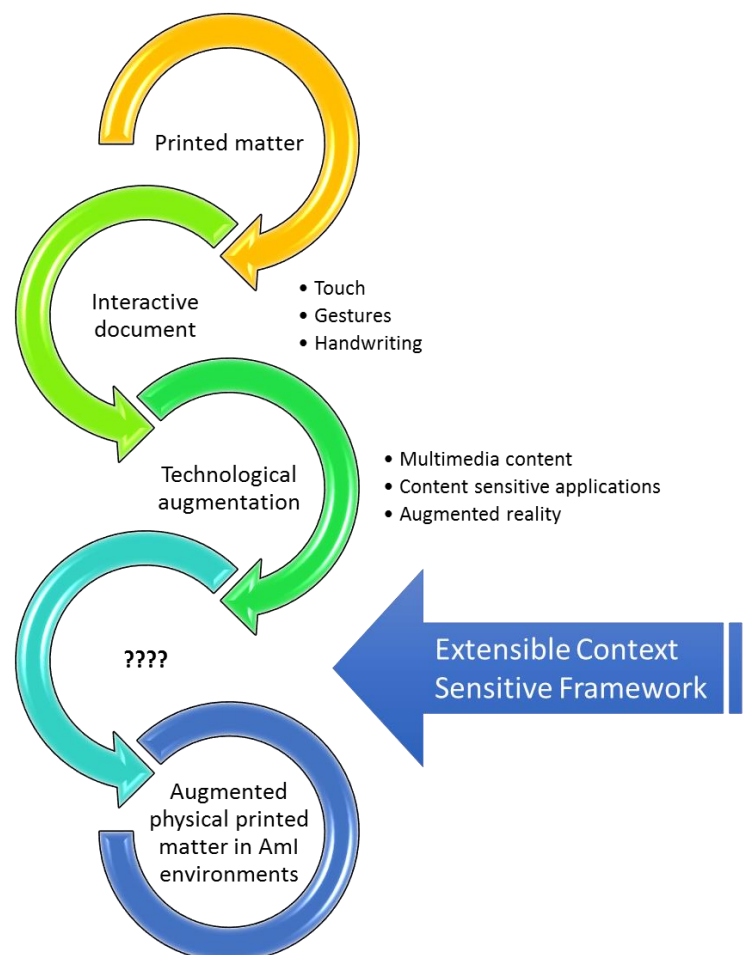 Printed matter
Interactive
document
• Touch
• Gestures
• Handwriting
Technological
augmentation
• Multimedia content
• Content sensitive applications
• Augmented reality
????
Extensible Context
Sensitive Framework
Augmented
physical printed
matter in AmI
environments